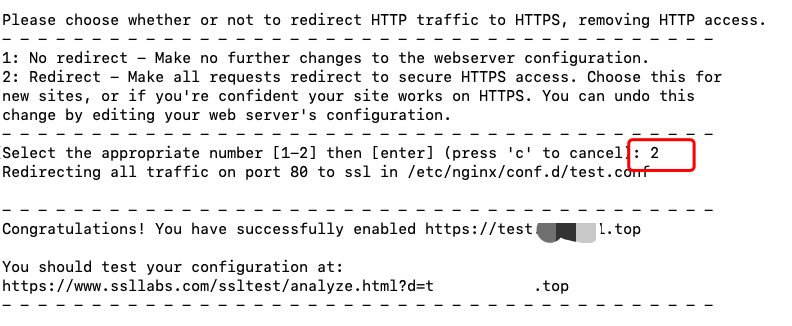 Please choose whether or not to redirect HTTP traffic to HTTPS, removing HTTP access.
- - - - - - - - - - - - - - - - - - - - - - - - - - - - - - - - - - - - - - - -
1: No redirect - Make no further changes to the webserver configuration.
2: Redirect - Make all requests redirect to secure HTTPS access. Choose this for
new sites, or if you're confident your site works on HTTPS. You can undo this
change by editing your web server's configuration.
- - - - - - - - - - - - - - - - - - - - - - - - - - - - - - - - - - - - - - - -
Select the appropriate number [1-2] then [enter] (press 'c' to cancel): 2
Redirecting all traffic on port 80 to ssl in /etc/nginx/conf.d/test.conf
- - - - - - - - - - - - - - - - - - - - - - - - - - - - - - - - - - - - - - - -
Congratulations! You have successfully enabled https://test. .top
You should test your configuration at:
https://www.ssllabs.com/ssltest/analyze.html?d=t .top
- - - - - - - - - - - - - - - - - - - - - - - - - - - - - - - - - - - - - - - -